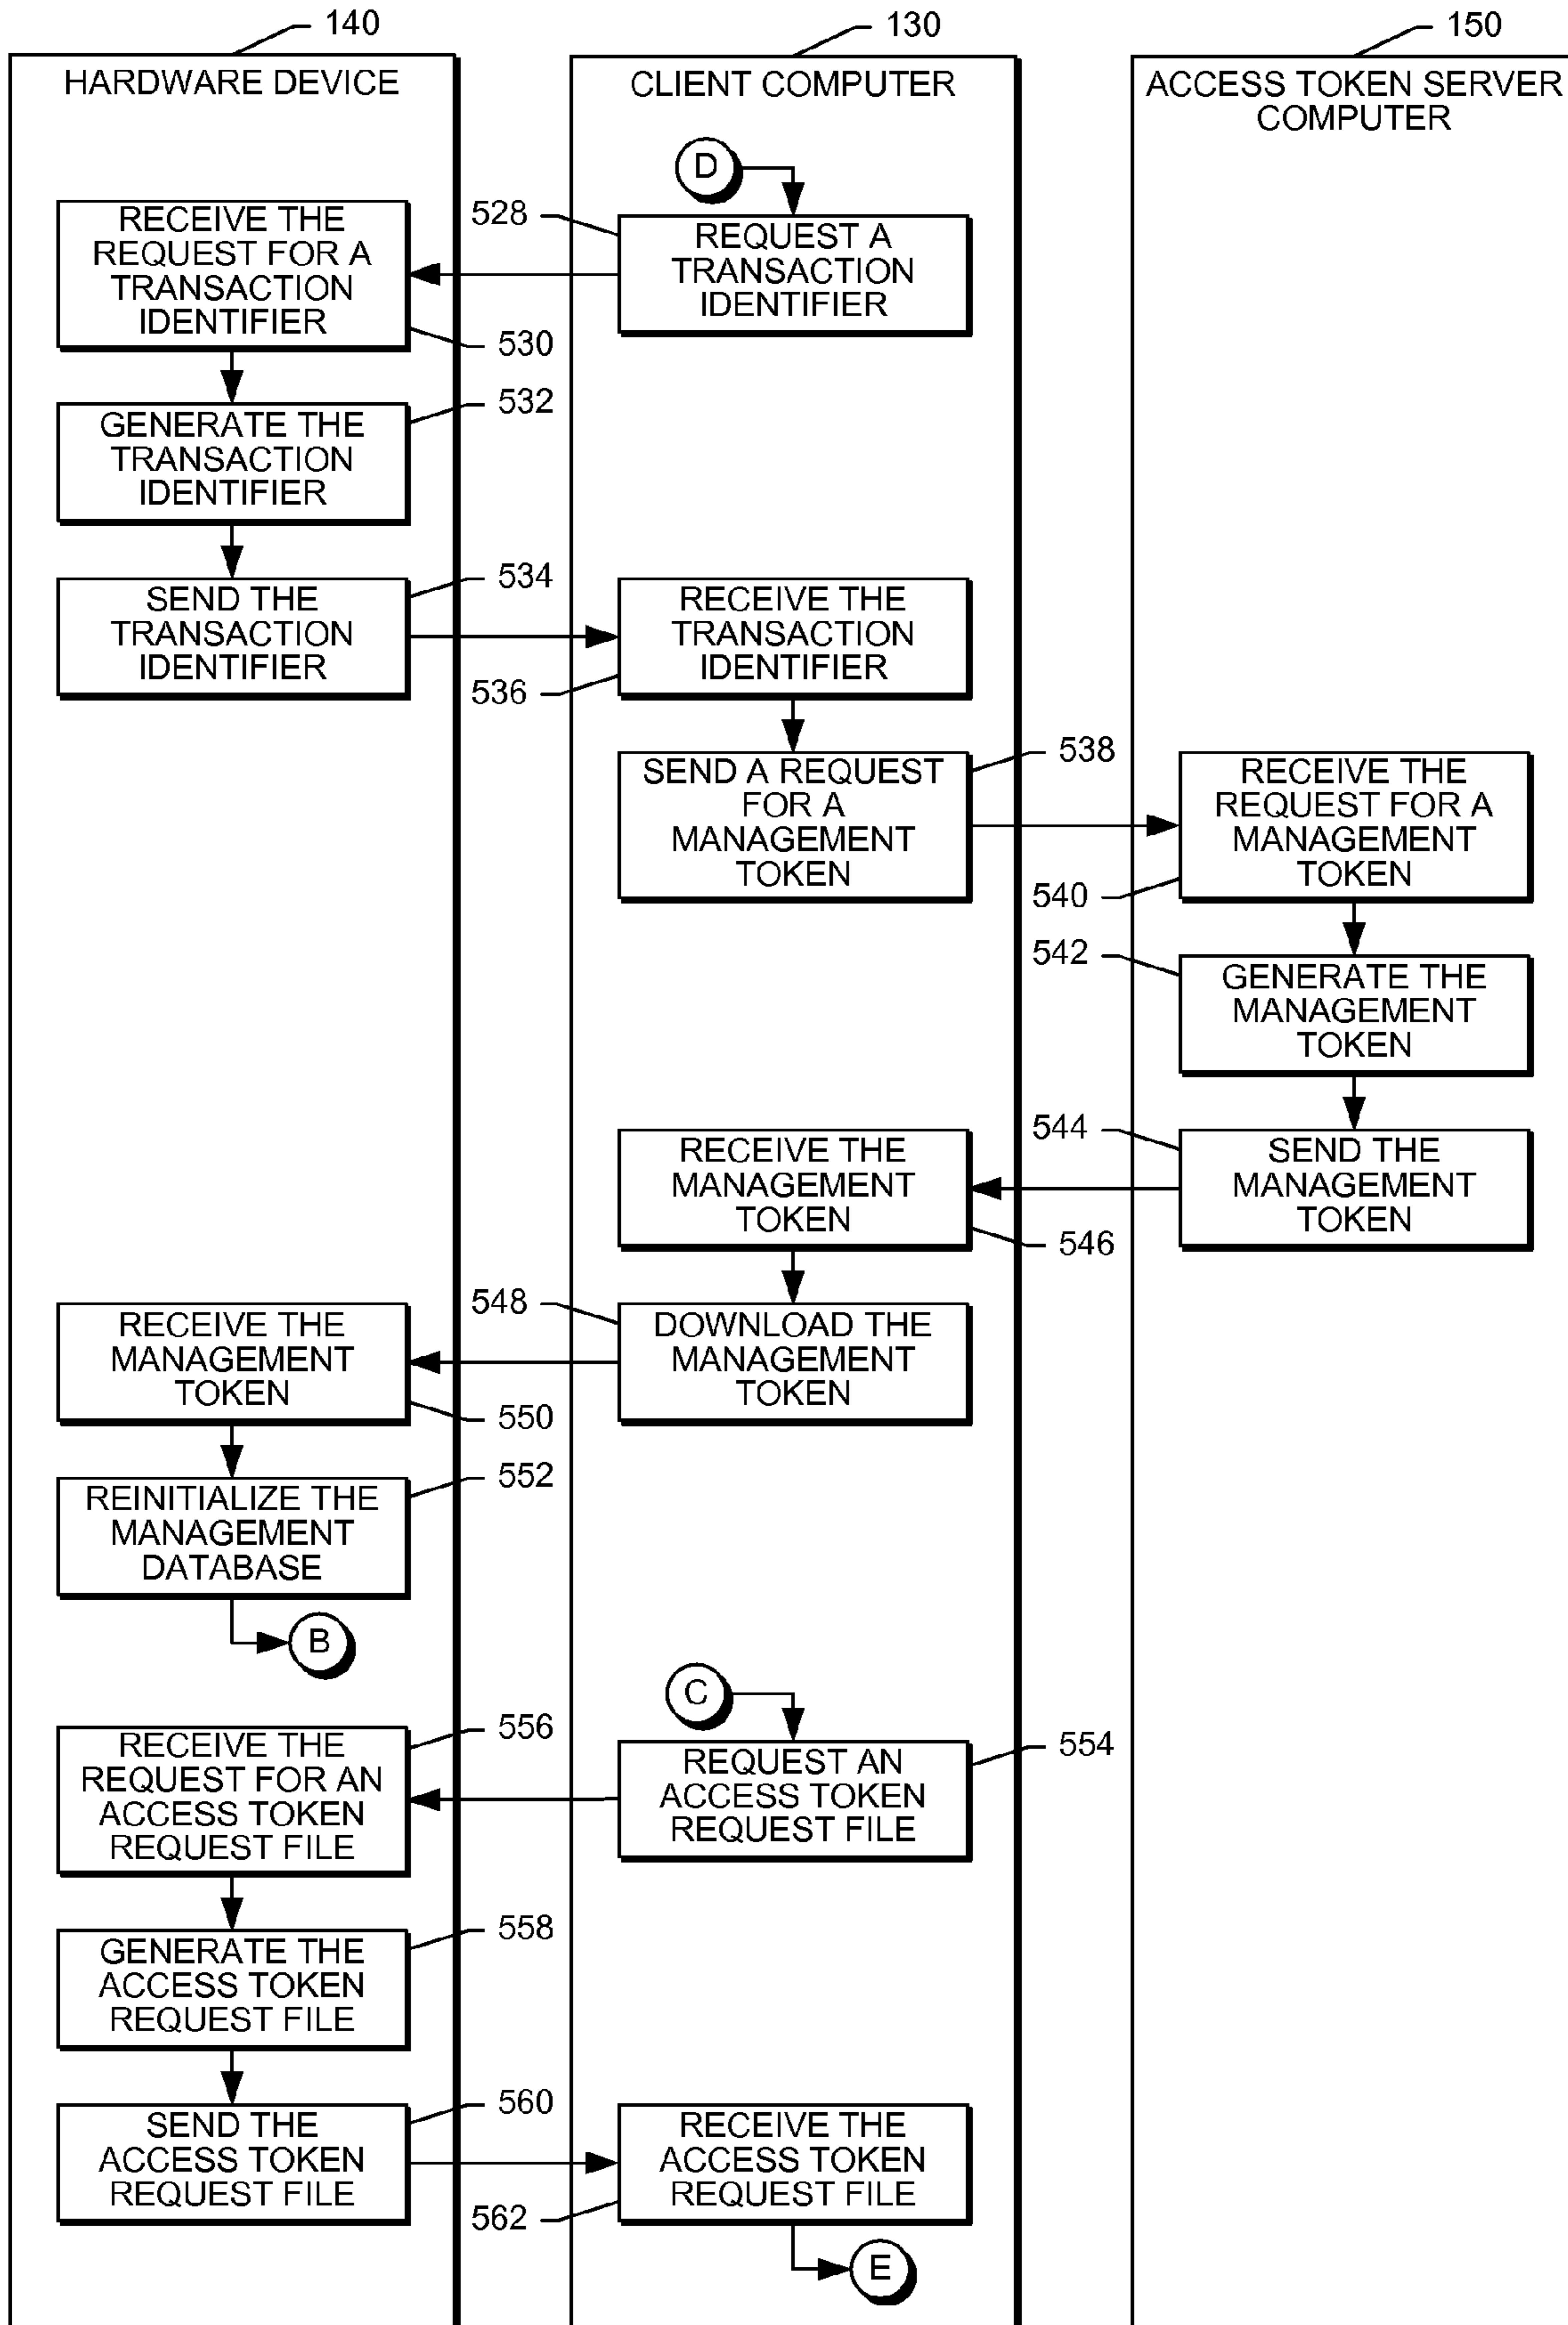 140
130
150
HARDWARE DEVICE
CLIENT COMPUTER
ACCESS TOKEN SERVER
COMPUTER
D
528
REQUEST A
TRANSACTION
IDENTIFIER
RECEIVE THE
REQUEST FOR A
TRANSACTION
IDENTIFIER
530
532
GENERATE THE
TRANSACTION
IDENTIFIER
534
SEND THE
TRANSACTION
IDENTIFIER
RECEIVE THE
TRANSACTION
IDENTIFIER
536
538
SEND A REQUEST
FOR A
MANAGEMENT
TOKEN
RECEIVE THE
REQUEST FOR A
MANAGEMENT
TOKEN
540
542
GENERATE THE
MANAGEMENT
TOKEN
544
SEND THE
MANAGEMENT
TOKEN
RECEIVE THE
MANAGEMENT
TOKEN
546
548
DOWNLOAD THE
MANAGEMENT
TOKEN
RECEIVE THE
MANAGEMENT
TOKEN
550
552
REINITIALIZE THE
MANAGEMENT
DATABASE
B
C
554
REQUEST AN
ACCESS TOKEN
REQUEST FILE
556
RECEIVE THE
REQUEST FOR AN
ACCESS TOKEN
REQUEST FILE
558
GENERATE THE
ACCESS TOKEN
REQUEST FILE
560
SEND THE
ACCESS TOKEN
REQUEST FILE
RECEIVE THE
ACCESS TOKEN
REQUEST FILE
562
E